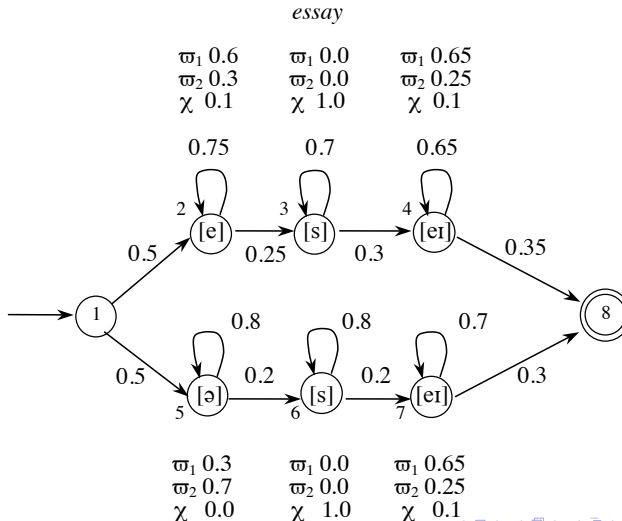 essay
ϖ₁ 0.6 ϖ₁ 0.0 ϖ₁ 0.65
ϖ₂ 0.3 ϖ₂ 0.0 ϖ₂ 0.25
χ 0.1 χ 1.0 χ 0.1
0.75 0.7 0.65
2 3 4
[e] [s] [eɪ]
0.5 0.25 0.3 0.35
1 8
0.8 0.8 0.7
0.5 0.2 0.2 0.3
[ə] [s] [eɪ]
5 6 7
ϖ₁ 0.3 ϖ₁ 0.0 ϖ₁ 0.65
ϖ₂ 0.7 ϖ₂ 0.0 ϖ₂ 0.25
χ 0.0 χ 1.0 χ 0.1